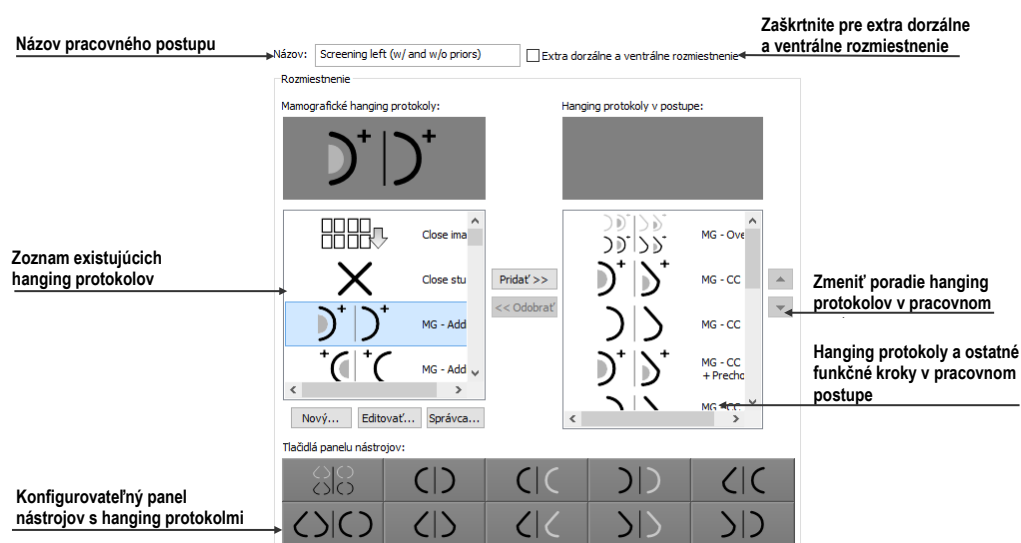 Zaškrtnite pre extra dorzálne
a ventrálne rozmiestnenie
Názov pracovného postupu
Názov: Screening left (w/ and w/o priors) Extra dorzálne a ventrálne rozmiestnenie
Rozmiestnenie
Mamografické hanging protokoly: Hanging protokoly v postupe:
Close ima
MG - Ove
Zoznam existujúcich
hanging protokolov
Close stu
Pridať >>
MG - CC
Zmeniť poradie hanging
protokolov v pracovnom
<< Odobrať
MG - Add
MG - CC
Hanging protokoly a ostatné
funkčné kroky v pracovnom
postupe
MG - Add
MG - CC
+ Precho
MG - CC
Nový... Editovať... Správca...
Tlačidlá panelu nástrojov:
Konfigurovateľný panel
nástrojov s hanging protokolmi